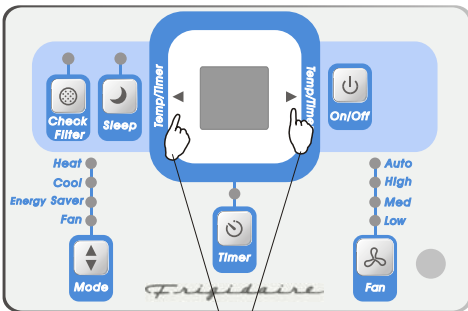 Temp/Timer
Temp/Time
Check
Filter
Sleep
On/Off
Heat
Cool
Energy Saver
Fan
Auto
High
Med
Low
Timer
Mode
Fan
Frigidaire